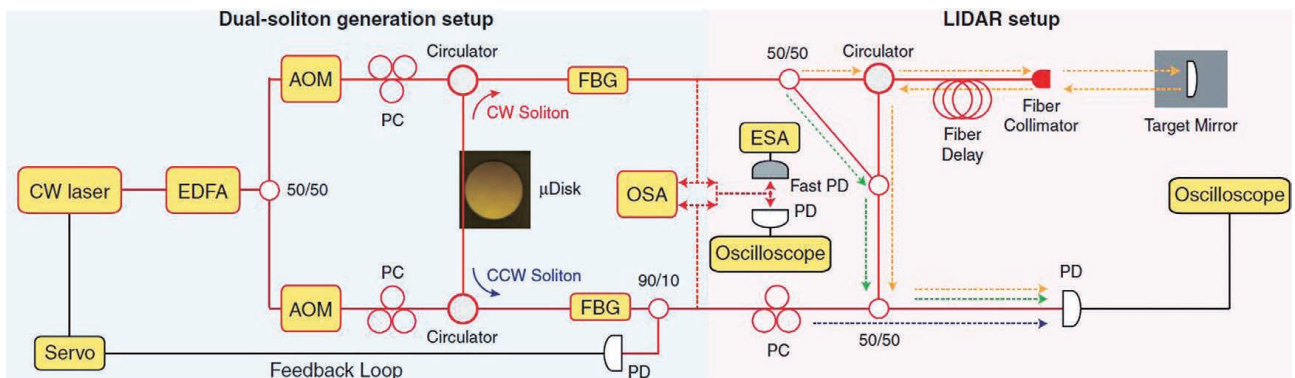 Dual-soliton generation setup
LIDAR setup
Circulator
50/50
Circulator
AOM
FBG
PC
CW Soliton
Fiber
Collimator
Target Mirror
Fiber
Delay
ESA
CW laser
EDFA
50/50
μDisk
OSA
Fast PD
PD
Oscilloscope
Oscilloscope
PC
CCW Soliton
90/10
PD
AOM
FBG
Circulator
PC
50/50
Servo
Feedback Loop
PD